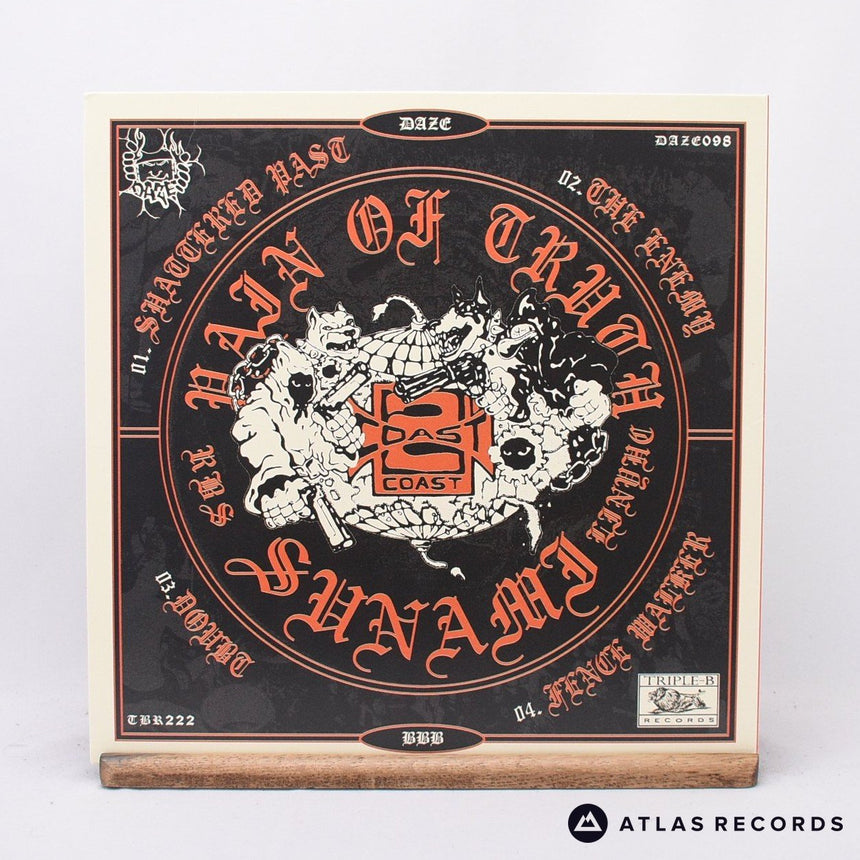 DAZE
DAZE098
DAZE
01. SHATTERED PAST
02. THE ENEMY
PAIN OF TRUTH
2
COAST
COAST
RBS
SUNAMI
03. DOUBT
04. FENCE WALKER
TRIPLE-B
RECORDS
TBR222
BBB
ATLAS RECORDS